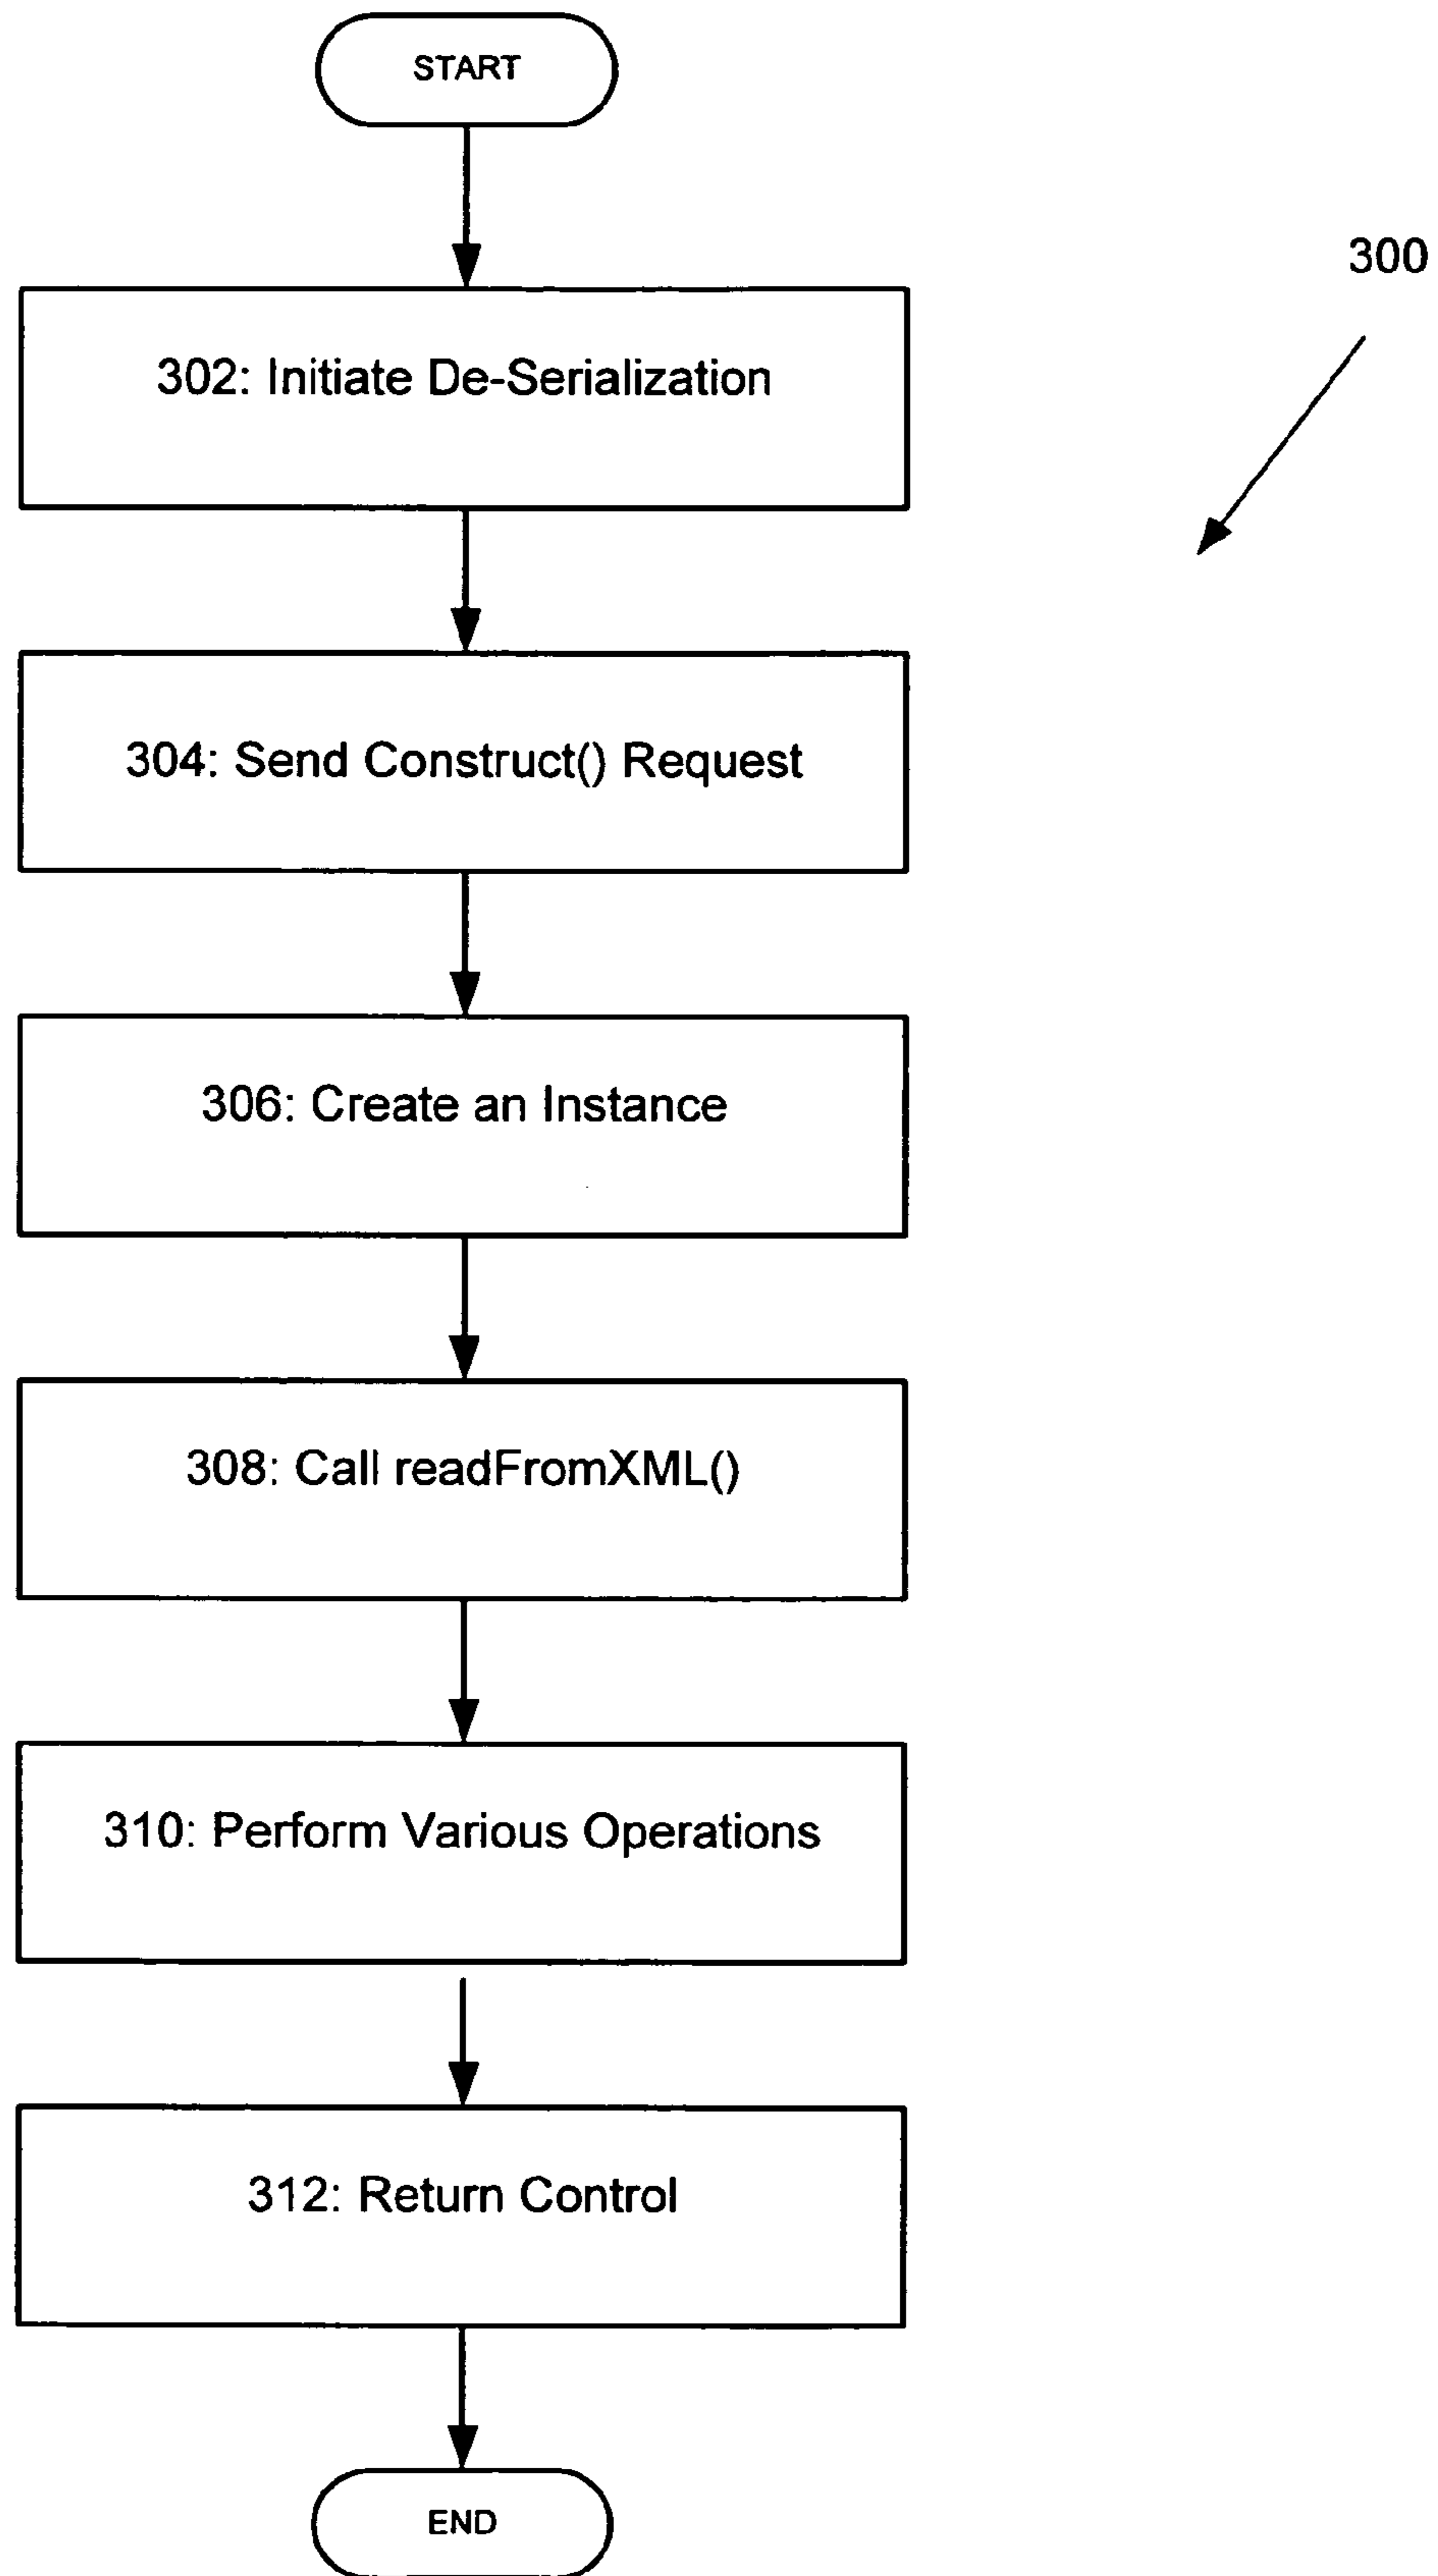 START
300
302: Initiate De-Serialization
304: Send Construct() Request
306: Create an Instance
308: Call readFromXML()
310: Perform Various Operations
312: Return Control
END